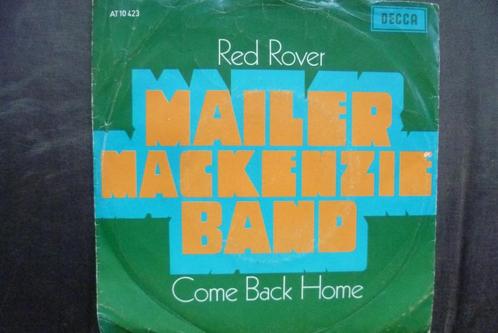 AT 10 423
DECCA
Red Rover
MAILER
MACKENZIE
BAND
Come Back Home